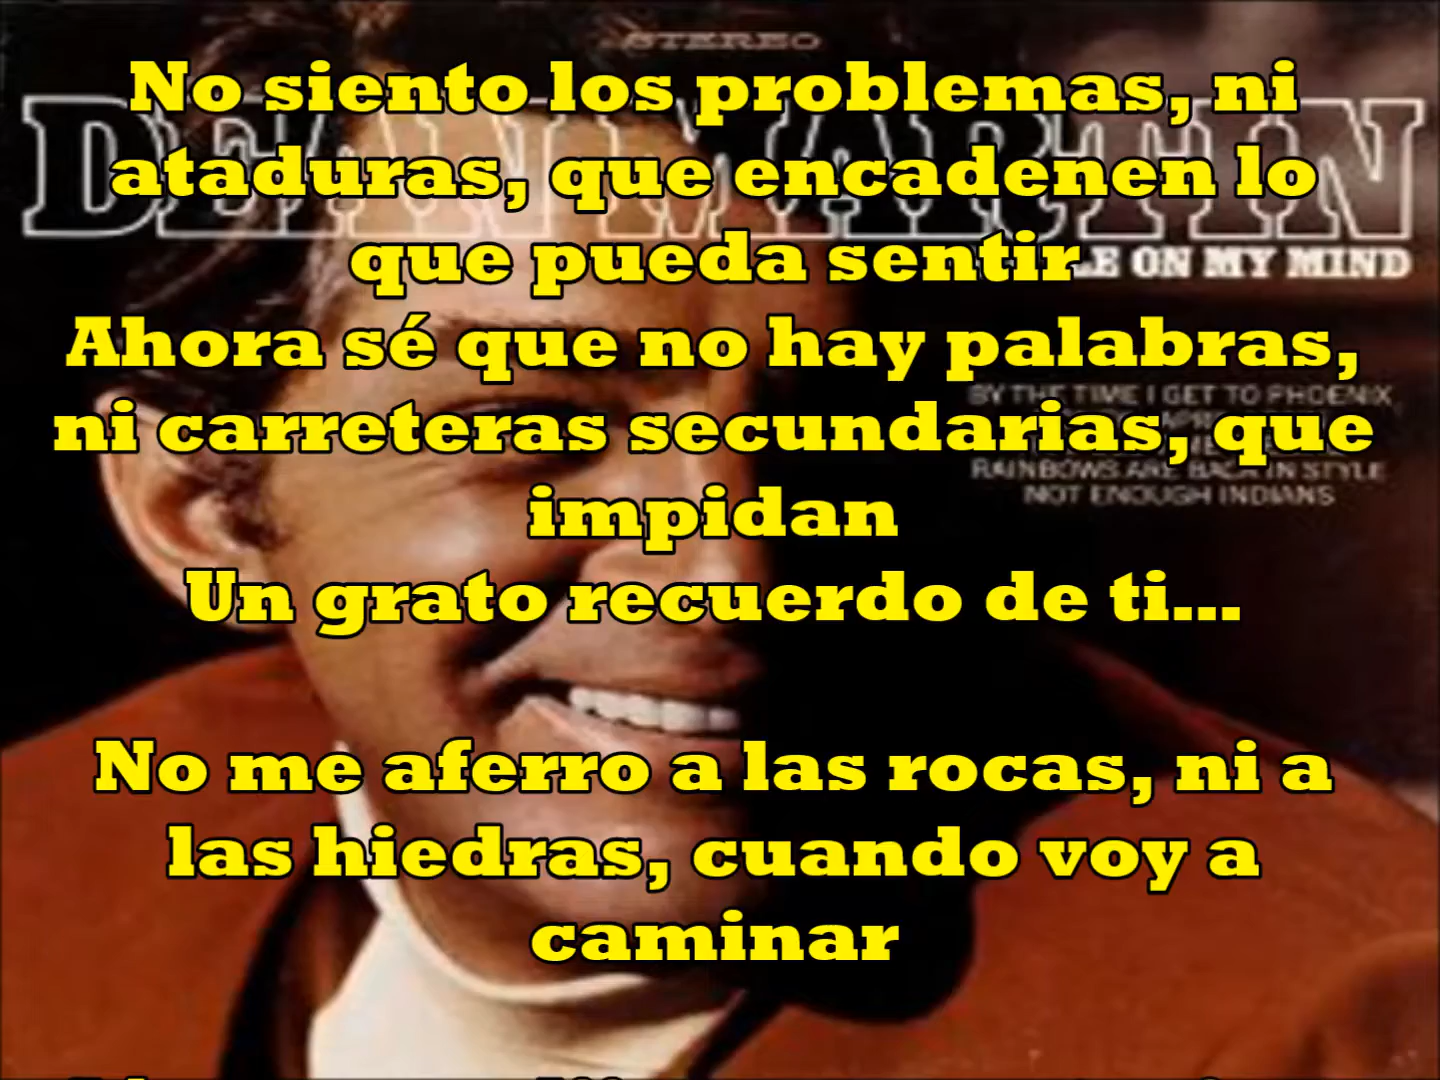 STEREO
DEAN MARTIN
No siento los problemas, ni
ataduras, que encadenen lo
que pueda sentir
E ON MY MIND
Ahora sé que no hay palabras,
BY THE TIME I GET TO PHOENIX
ni carreteras secundarias, que
RAINBOWS ARE BACK IN STYLE
NOT ENOUGH INDIANS
impidan
Un grato recuerdo de ti...
No me aferro a las rocas, ni a
las hiedras, cuando voy a
caminar